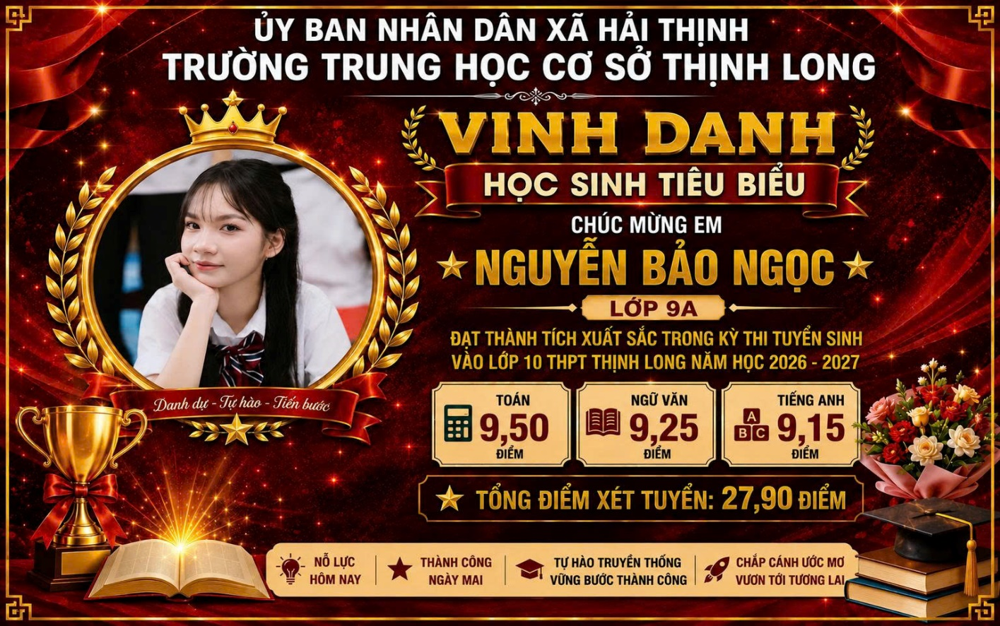 ỦY BAN NHÂN DÂN XÃ HẢI THỊNH
TRƯỜNG TRUNG HỌC CƠ SỞ THỊNH LONG
VINH DANH
HỌC SINH TIÊU BIỂU
CHÚC MỪNG EM
NGUYỄN BẢO NGỌC
LỚP 9A
ĐẠT THÀNH TÍCH XUẤT SẮC TRONG KỲ THI TUYỂN SINH
VÀO LỚP 10 THPT THỊNH LONG NĂM HỌC 2026 - 2027
Danh dự - Tự hào - Tiến bước
TOÁN
9,50
ĐIỂM
NGỮ VĂN
9,25
ĐIỂM
TIẾNG ANH
A
B C
9,15
ĐIỂM
TỔNG ĐIỂM XÉT TUYỂN: 27,90 ĐIỂM
NỖ LỰC
HÔM NAY
THÀNH CÔNG
NGÀY MAI
TỰ HÀO TRUYỀN THỐNG
VỮNG BƯỚC THÀNH CÔNG
CHẮP CÁNH ƯỚC MƠ
VƯƠN TỚI TƯƠNG LAI